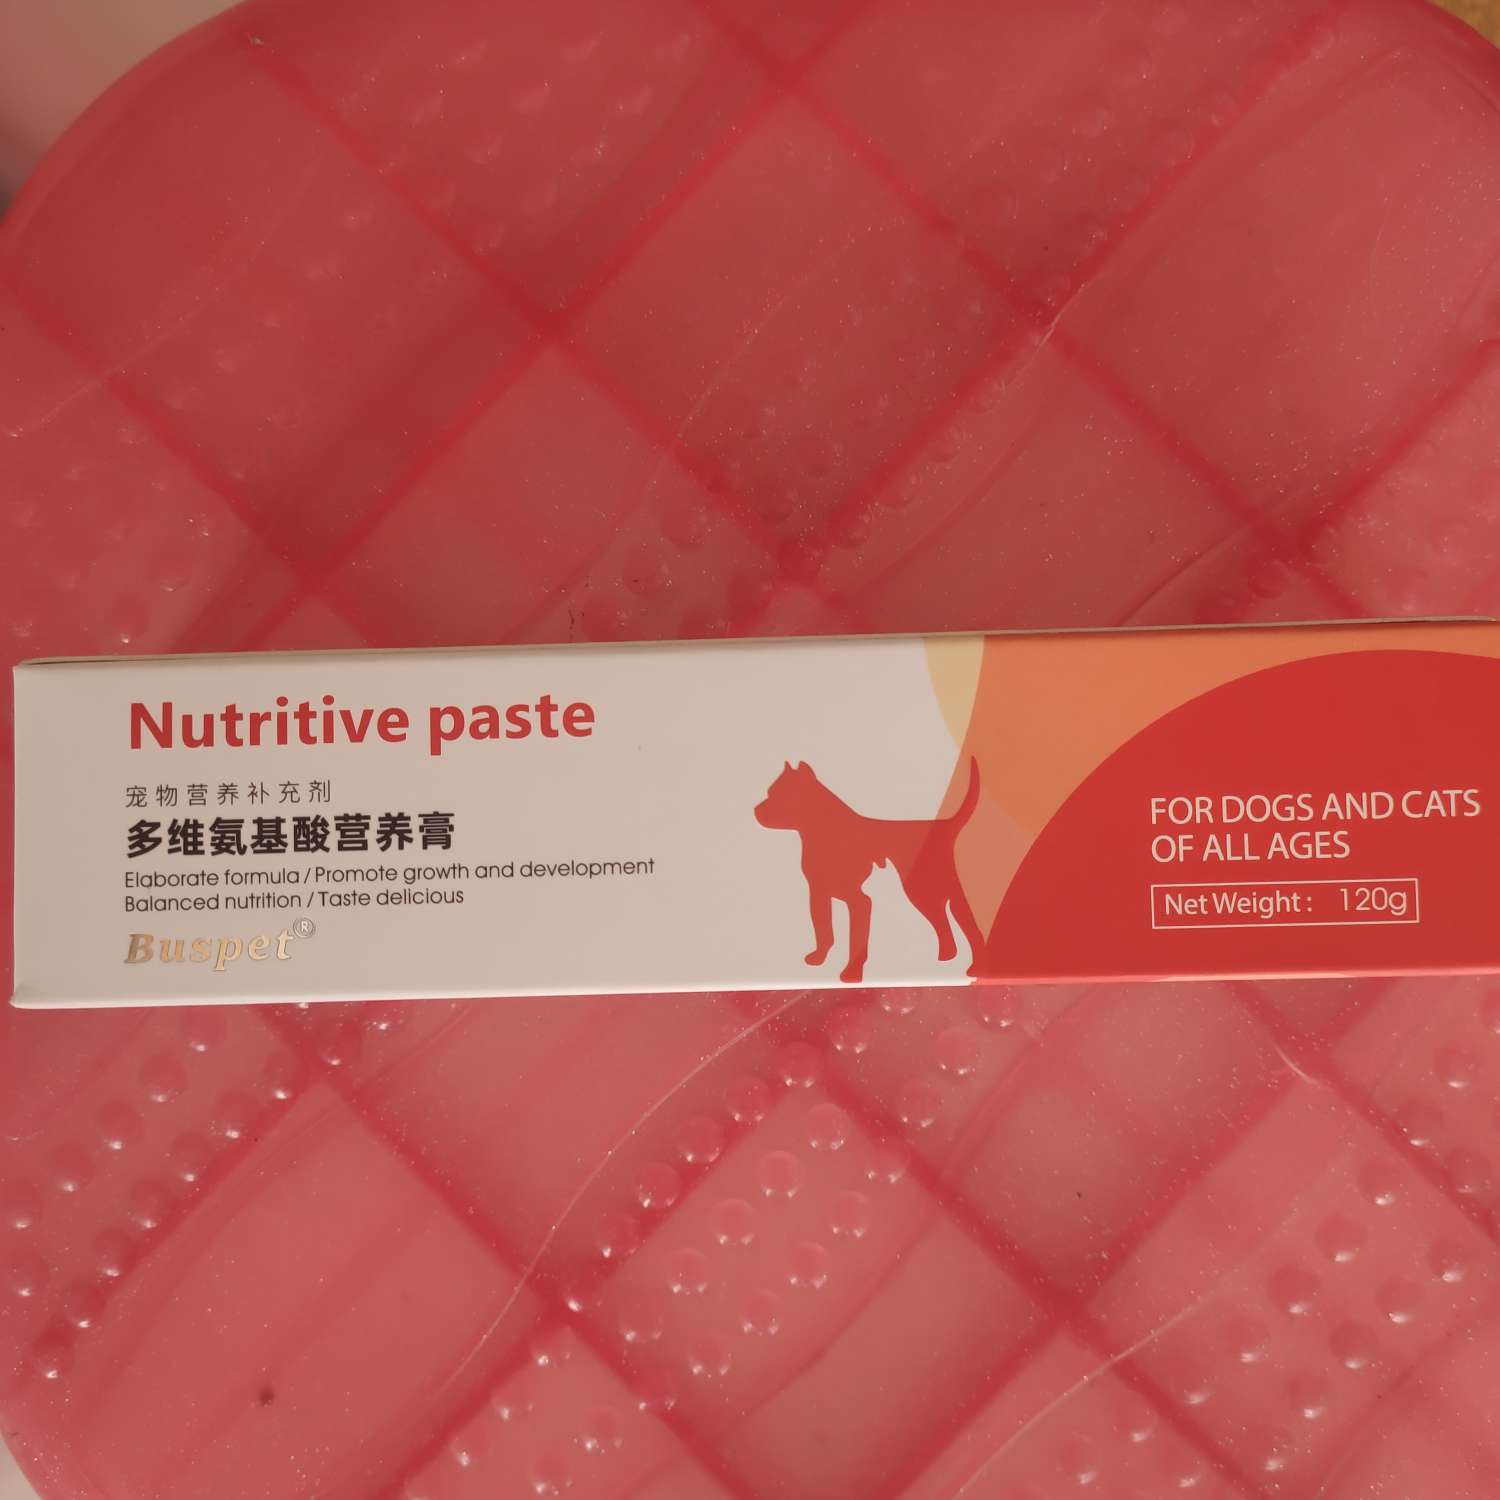 Nutritive paste
宠物营养补充剂
多维氨基酸营养膏
Elaborate formula / Promote growth and development
Balanced nutrition / Taste delicious
Buspet®
FOR DOGS AND CATS
OF ALL AGES
Net Weight: 120g